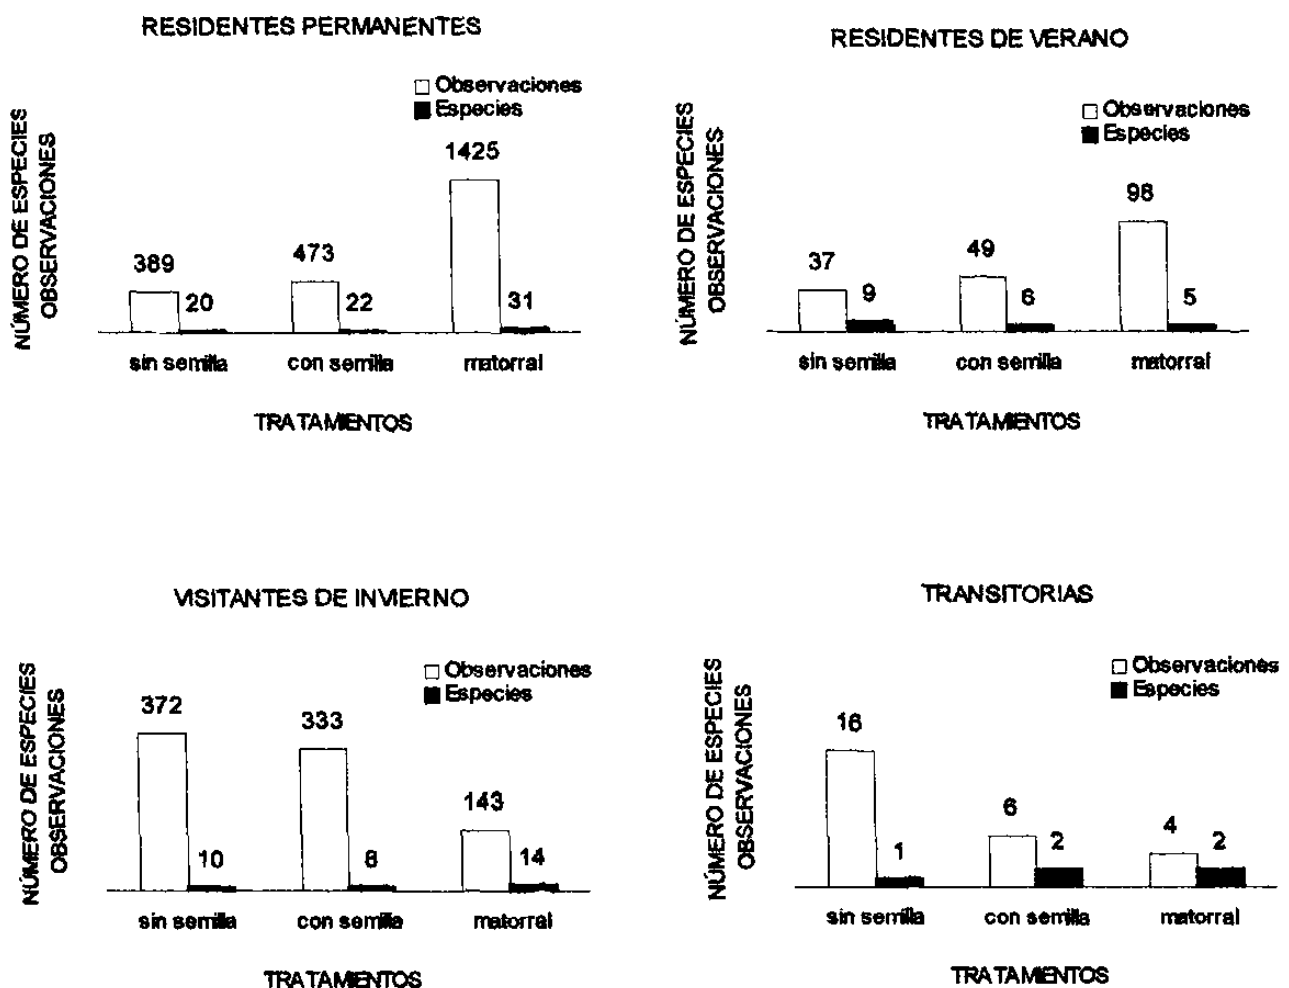 RESIDENTES PERMANENTES
NÚMERO DE ESPECIES
OBSERVACIONES
Observaciones
Especies
389
20
473
22
1425
31
sin semilla
con semilla
matorral
TRATAMIENTOS
RESIDENTES DE VERANO
NÚMERO DE ESPECIES
OBSERVACIONES
Observaciones
Especies
37
9
49
6
98
5
sin semilla
con semilla
matorral
TRATAMIENTOS
VISITANTES DE INVIERNO
NÚMERO DE ESPECIES
OBSERVACIONES
Observaciones
Especies
372
10
333
8
143
14
sin semilla
con semilla
matorral
TRATAMIENTOS
TRANSITORIAS
NÚMERO DE ESPECIES
OBSERVACIONES
Observaciones
Especies
16
1
6
2
4
2
sin semilla
con semilla
matorral
TRATAMIENTOS